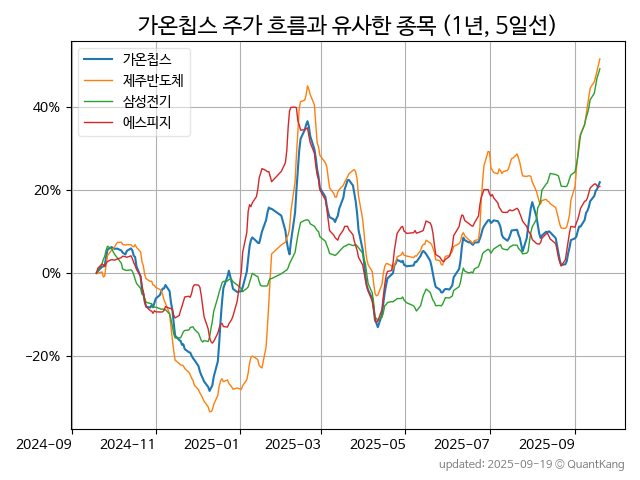 가온칩스 주가 흐름과 유사한 종목 (1년, 5일선)
가온칩스
제주반도체
삼성전기
에스피지
40%
20%
0%
−20%
2024-09
2024-11
2025-01
2025-03
2025-05
2025-07
2025-09
updated: 2025-09-19 © QuantKang